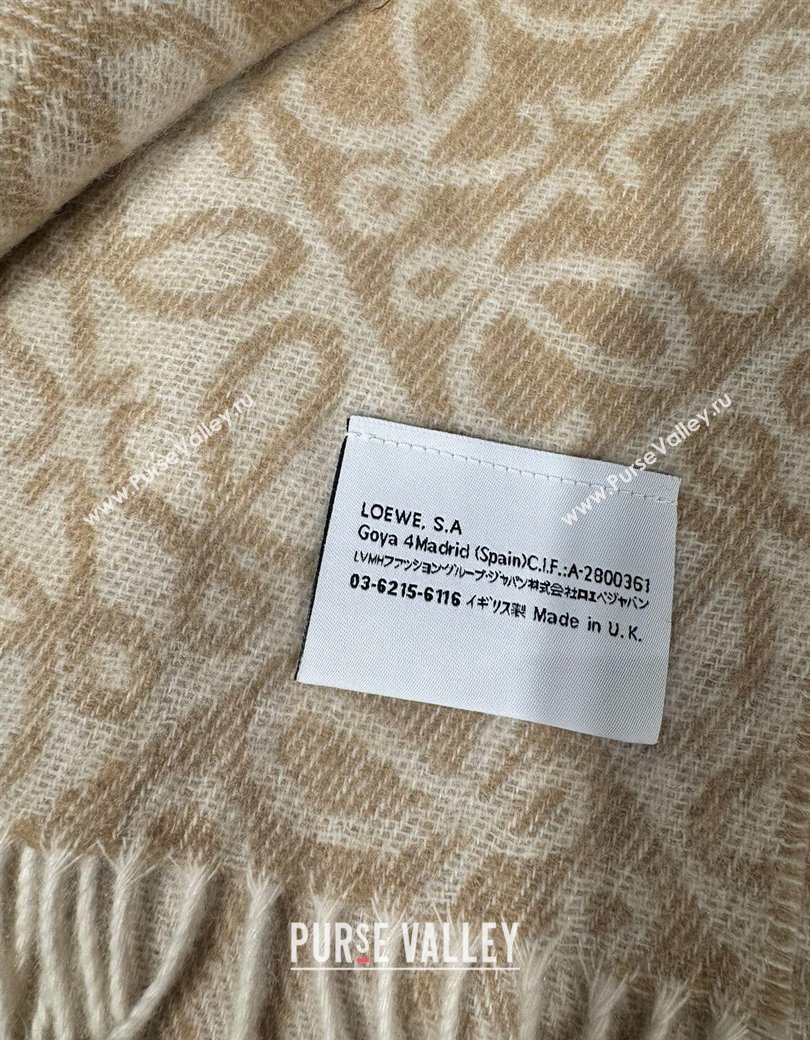 www.PurseValley.ru
www.PurseValley.ru
LOEWE, S.A
Goya 4Madrid (Spain)C.I.F.:A-2800361
LVMHファッション・グループ・ジャパン株式会社ロエベジャパン
03-6215-6116 イギリス製 Made in U.K.
PURSE VALLEY